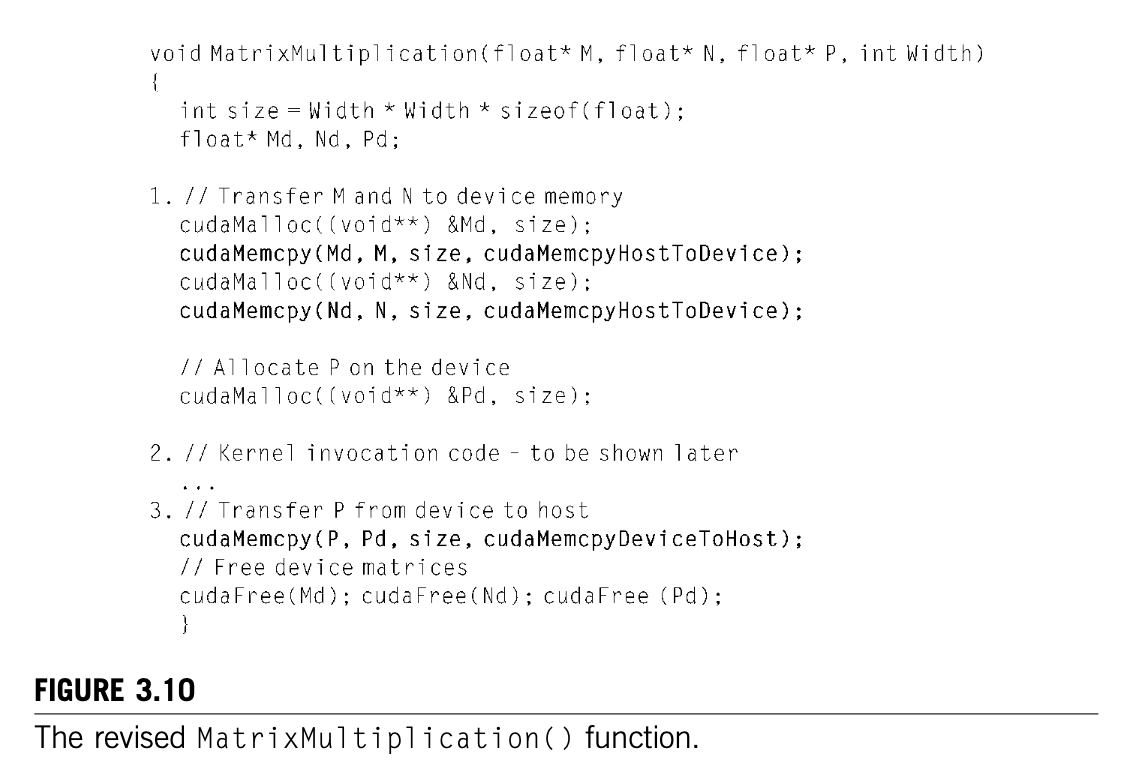 void MatrixMultiplication(float* M, float* N, float* P, int Width)
{
int size = Width * Width * sizeof(float);
float* Md, Nd, Pd;
1. // Transfer M and N to device memory
cudaMalloc((void**) &Md, size);
cudaMemcpy(Md, M, size, cudaMemcpyHostToDevice);
cudaMalloc((void**) &Nd, size);
cudaMemcpy(Nd, N, size, cudaMemcpyHostToDevice);
// Allocate P on the device
cudaMalloc((void**) &Pd, size);
2. // Kernel invocation code – to be shown later
...
3. // Transfer P from device to host
cudaMemcpy(P, Pd, size, cudaMemcpyDeviceToHost);
// Free device matrices
cudaFree(Md); cudaFree(Nd); cudaFree (Pd);
}
FIGURE 3.10
The revised MatrixMultiplication() function.